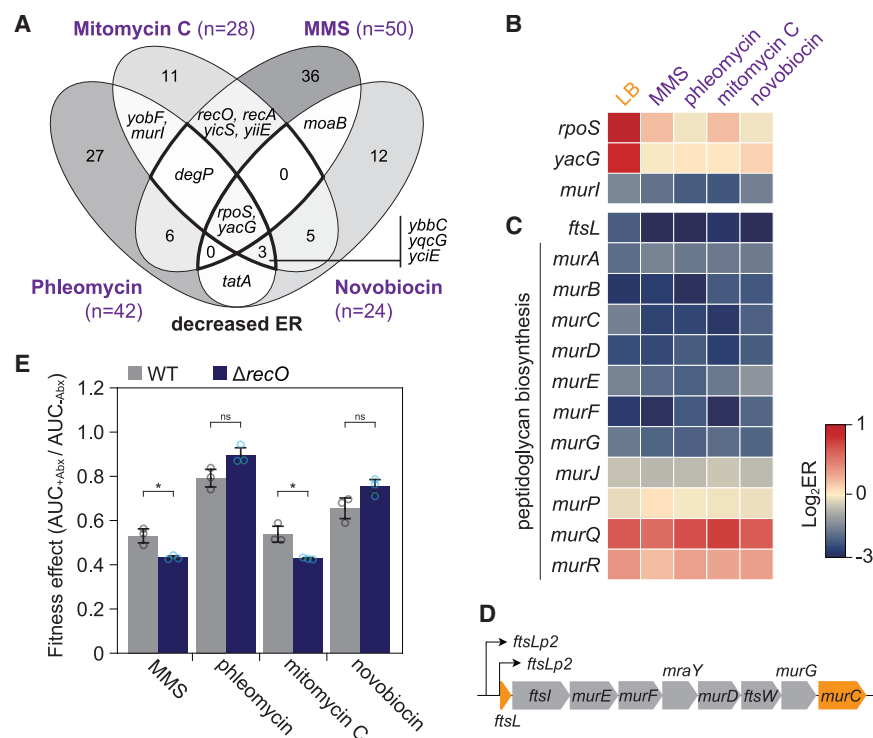 A
Mitomycin C (n=28)
MMS (n=50)
11
36
yobF,
murI
recO, recA
yicS, yiiE
moaB
27
12
degP
0
rpoS,
yacG
6
5
0
3
ybbC
yqcG
yciE
tatA
Phleomycin
(n=42)
Novobiocin
(n=24)
decreased ER
B
LB
MMS
phleomycin
mitomycin C
novobiocin
rpoS
yacG
murI
C
ftsL
peptidoglycan biosynthesis
murA
murB
murC
murD
murE
murF
murG
murJ
murP
murQ
murR
1
0
-3
Log2ER
D
ftsLp2
ftsLp2
mraY
murG
ftsI
murE
murF
murD
ftsW
murC
ftsL
E
WT
ΔrecO
Fitness effect (AUC+Abx / AUC-Abx)
1.2
1.0
0.8
0.6
0.4
0.2
0
*
ns
*
ns
MMS
phleomycin
mitomycin C
novobiocin